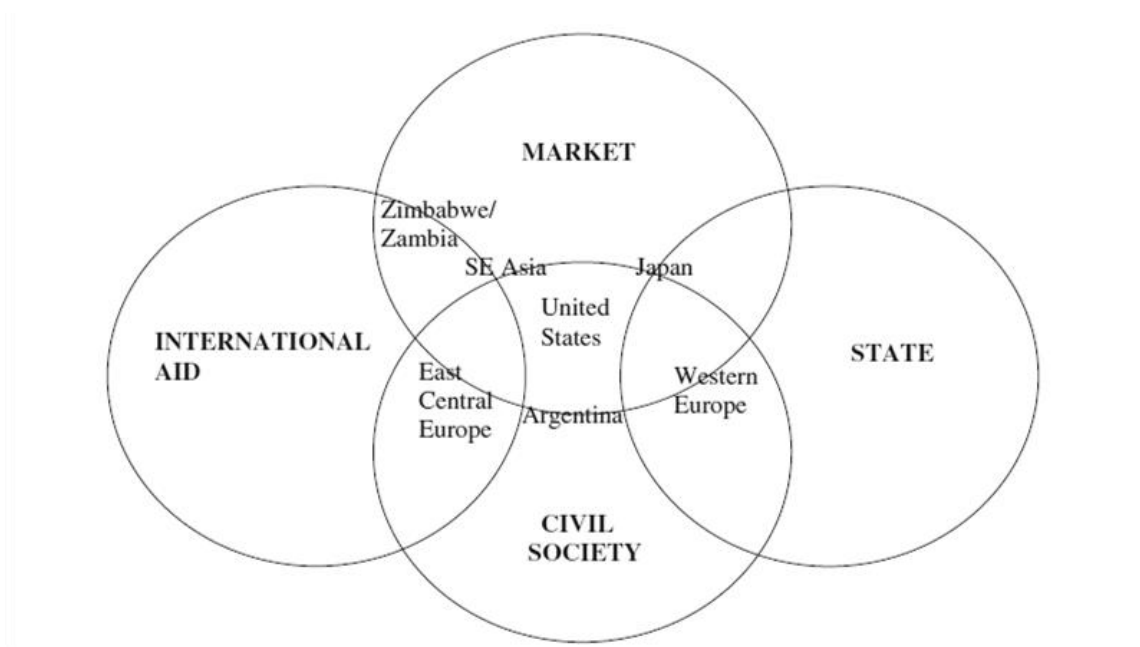 MARKET
Zimbabwe/
Zambia
SE Asia
Japan
United
States
INTERNATIONAL
AID
STATE
East
Central
Europe
Western
Europe
Argentina
CIVIL
SOCIETY